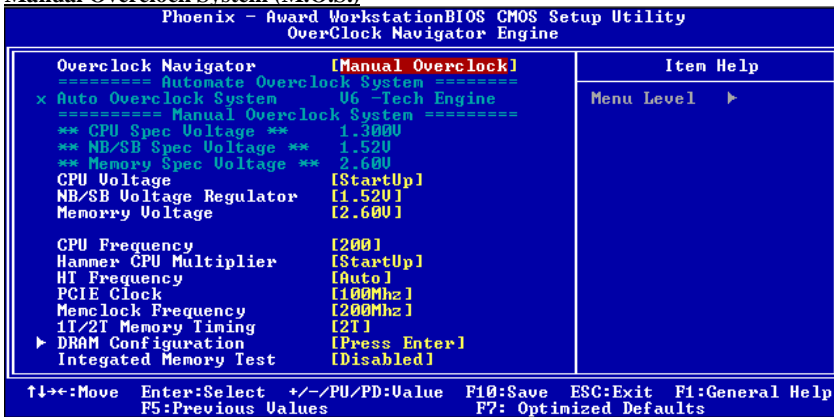 Manual Overclock System (M.O.S.)
Phoenix - Award WorkstationBIOS CMOS Setup Utility
OverClock Navigator Engine
Overclock Navigator [Manual Overclock]
========= Automate Overclock System ========
x Auto Overclock System V6 -Tech Engine
========== Manual Overclock System =========
** CPU Spec Voltage ** 1.300V
** NB/SB Spec Voltage ** 1.52V
** Memory Spec Voltage ** 2.60V
CPU Voltage [StartUp]
NB/SB Voltage Regulator [1.52V]
Memorry Voltage [2.60V]
CPU Frequency [200]
Hammer CPU Multiplier [StartUp]
HT Frequency [Auto]
PCIE Clock [100Mhz]
Memclock Frequency [200Mhz]
1T/2T Memory Timing [2T]
► DRAM Configuration [Press Enter]
Integated Memory Test [Disabled]
Item Help
Menu Level ►
↑↓→←:Move Enter:Select +/-/PU/PD:Value F10:Save ESC:Exit F1:General Help
F5:Previous Values F7: Optimized Defaults